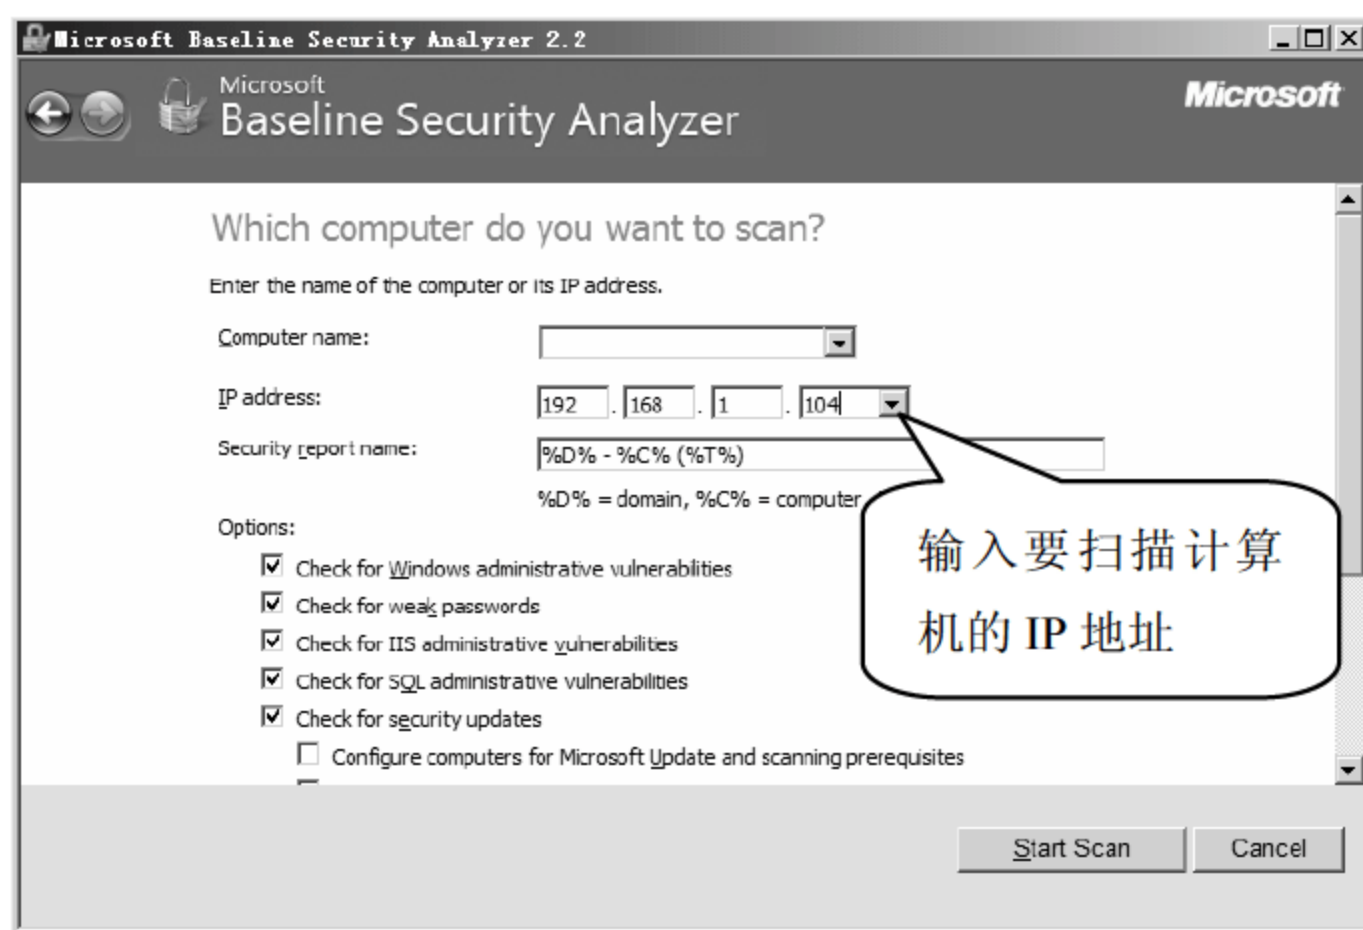 Microsoft Baseline Security Analyzer 2.2
Microsoft
Baseline Security Analyzer
Microsoft
Which computer do you want to scan?
Enter the name of the computer or its IP address.
Computer name:
IP address: 192 . 168 . 1 . 104
Security report name: %D% - %C% (%T%)
%D% = domain, %C% = computer
Options:
Check for Windows administrative vulnerabilities
Check for weak passwords
Check for IIS administrative vulnerabilities
Check for SQL administrative vulnerabilities
Check for security updates
Configure computers for Microsoft Update and scanning prerequisites
输入要扫描计算
机的 IP 地址
Start Scan Cancel